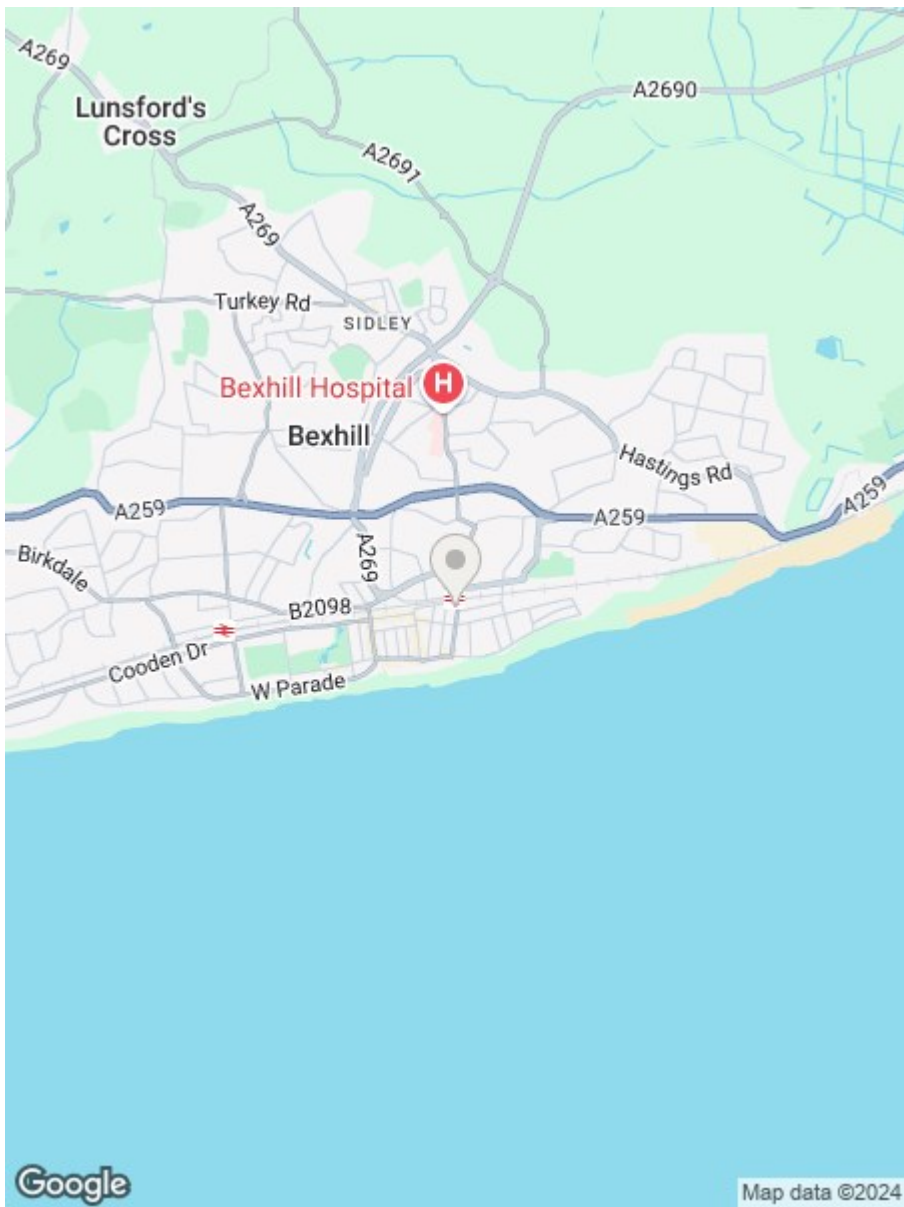 A269
A2690
Lunsford's
Cross
A2691
A269
Turkey Rd
SIDLEY
H
Bexhill Hospital
Bexhill
Hastings Rd
A259
A259
A259
Birkdale
A269
B2098
Cooden Dr
W Parade
Google
Map data ©2024